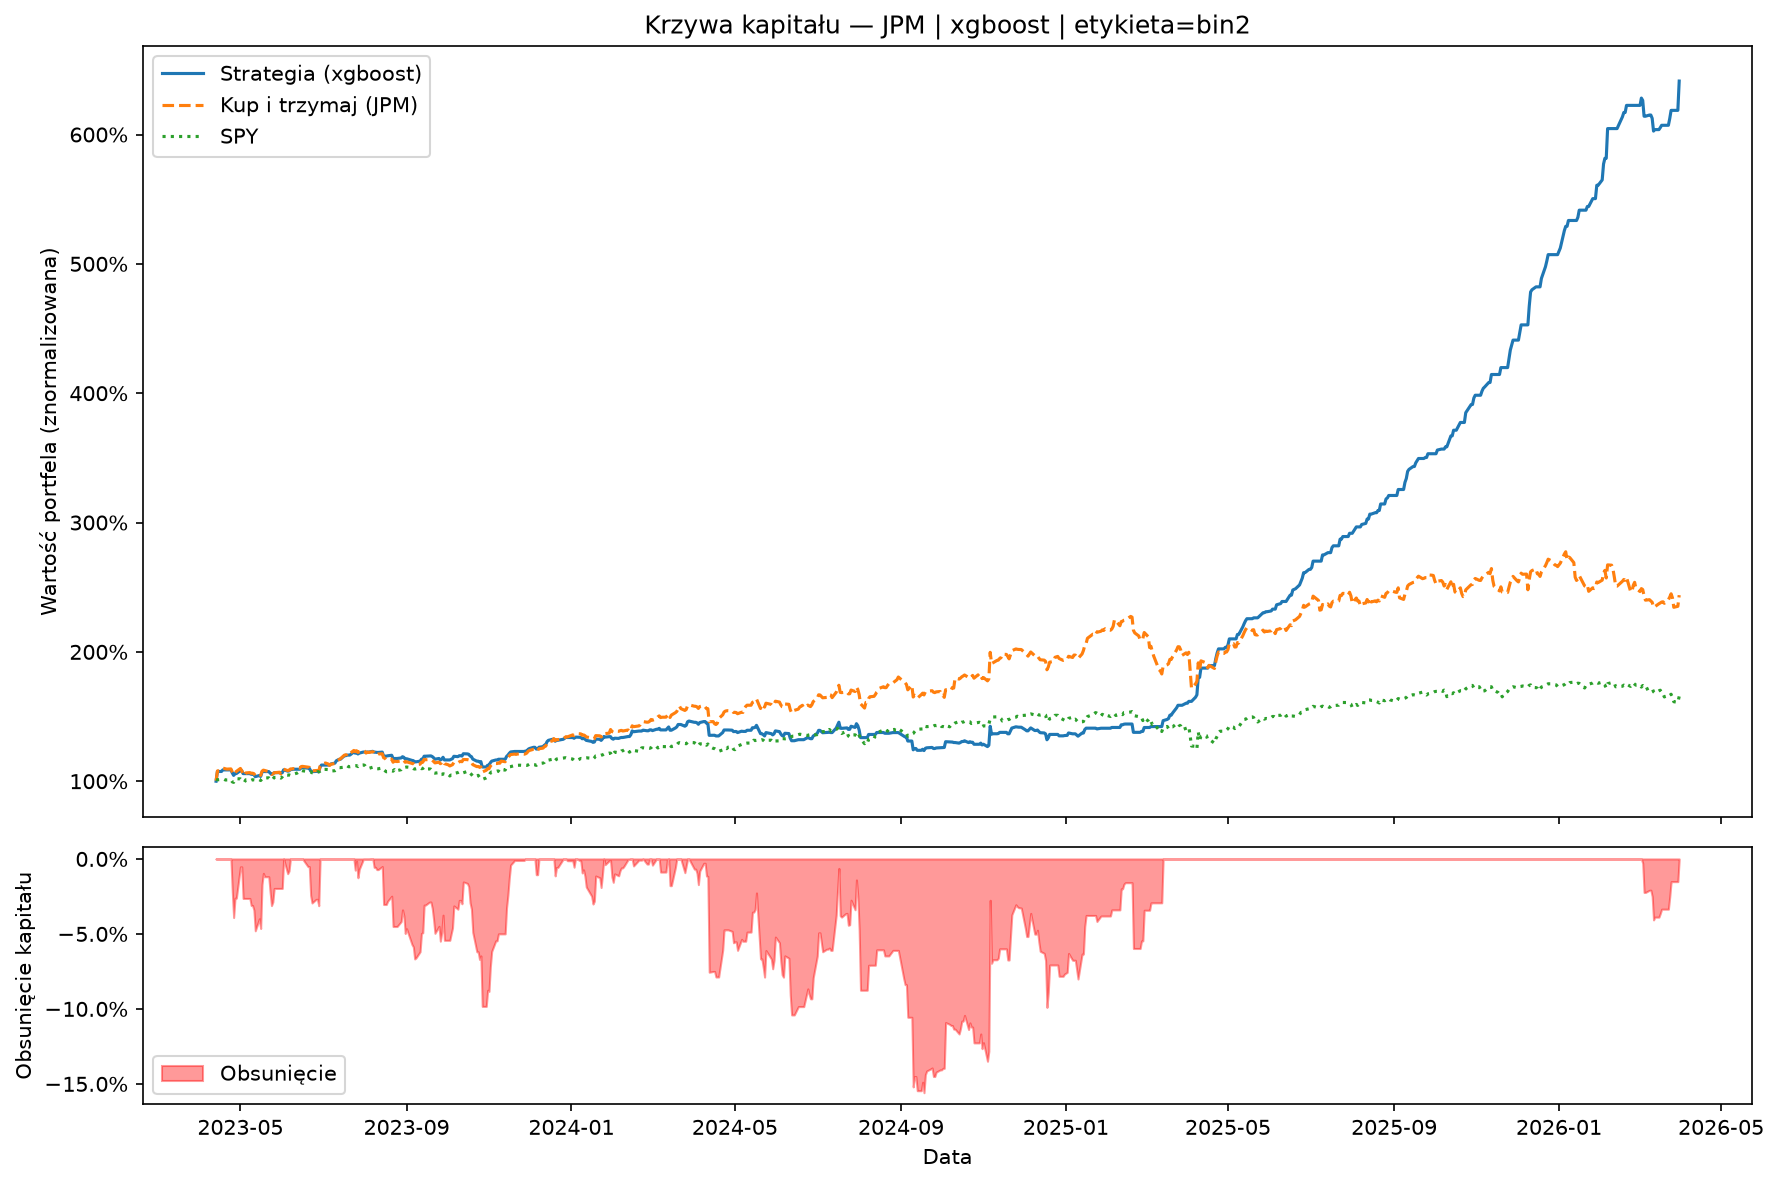 Krzywa kapitału — JPM | xgboost | etykieta=bin2
Strategia (xgboost)
Kup i trzymaj (JPM)
SPY
Wartość portfela (znormalizowana)
600%
500%
400%
300%
200%
100%
Obsunięcie kapitału
0.0%
−5.0%
−10.0%
−15.0%
Obsunięcie
2023-05 2023-09 2024-01 2024-05 2024-09 2025-01 2025-05 2025-09 2026-01 2026-05
Data